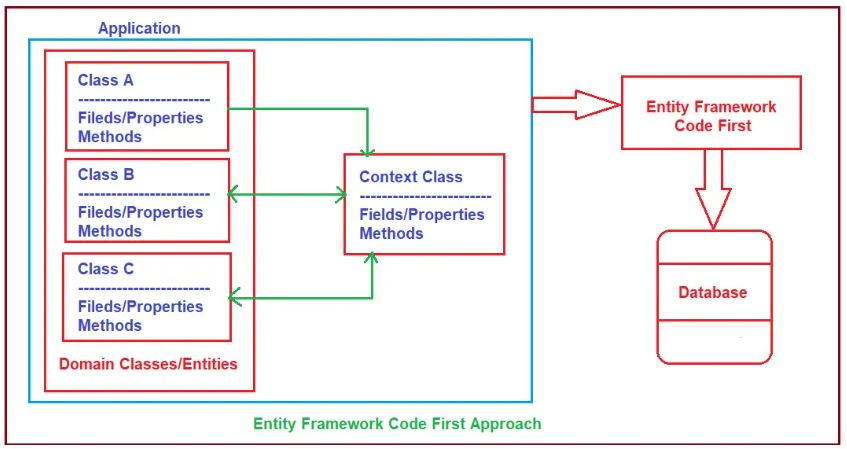 Application
Class A
-------------------------
Fileds/Properties
Methods
Class B
-------------------------
Fileds/Properties
Methods
Class C
-------------------------
Fileds/Properties
Methods
Domain Classes/Entities
Context Class
-------------------------
Fields/Properties
Methods
Entity Framework
Code First
Database
Entity Framework Code First Approach